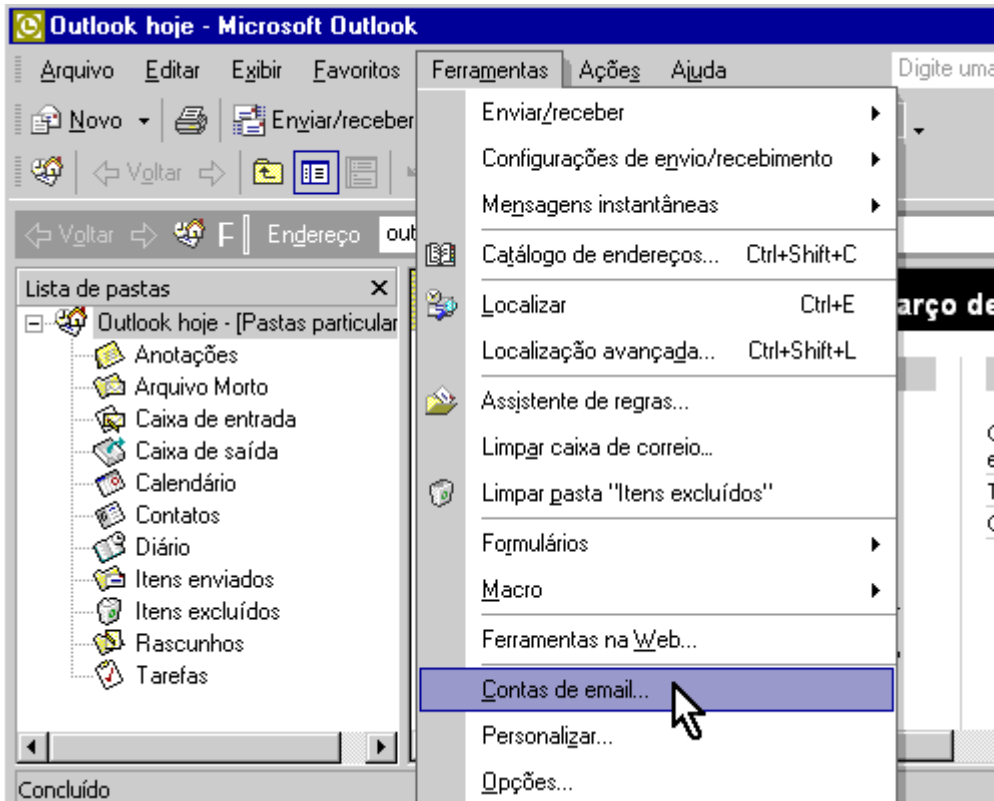 Outlook hoje - Microsoft Outlook
Arquivo Editar Exibir Favoritos Ferramentas Ações Ajuda Digite uma
Novo Enviar/receber
Voltar
Voltar F Endereço out
Lista de pastas
Outlook hoje - [Pastas particular
Anotações
Arquivo Morto
Caixa de entrada
Caixa de saída
Calendário
Contatos
Diário
Itens enviados
Itens excluídos
Rascunhos
Tarefas
Concluído
Enviar/receber
Configurações de envio/recebimento
Mensagens instantâneas
Catálogo de endereços... Ctrl+Shift+C
Localizar Ctrl+E
Localização avançada... Ctrl+Shift+L
Assistente de regras...
Limpar caixa de correio...
Limpar pasta "Itens excluídos"
Formulários
Macro
Ferramentas na Web...
Contas de email...
Personalizar...
Opções...
arço de